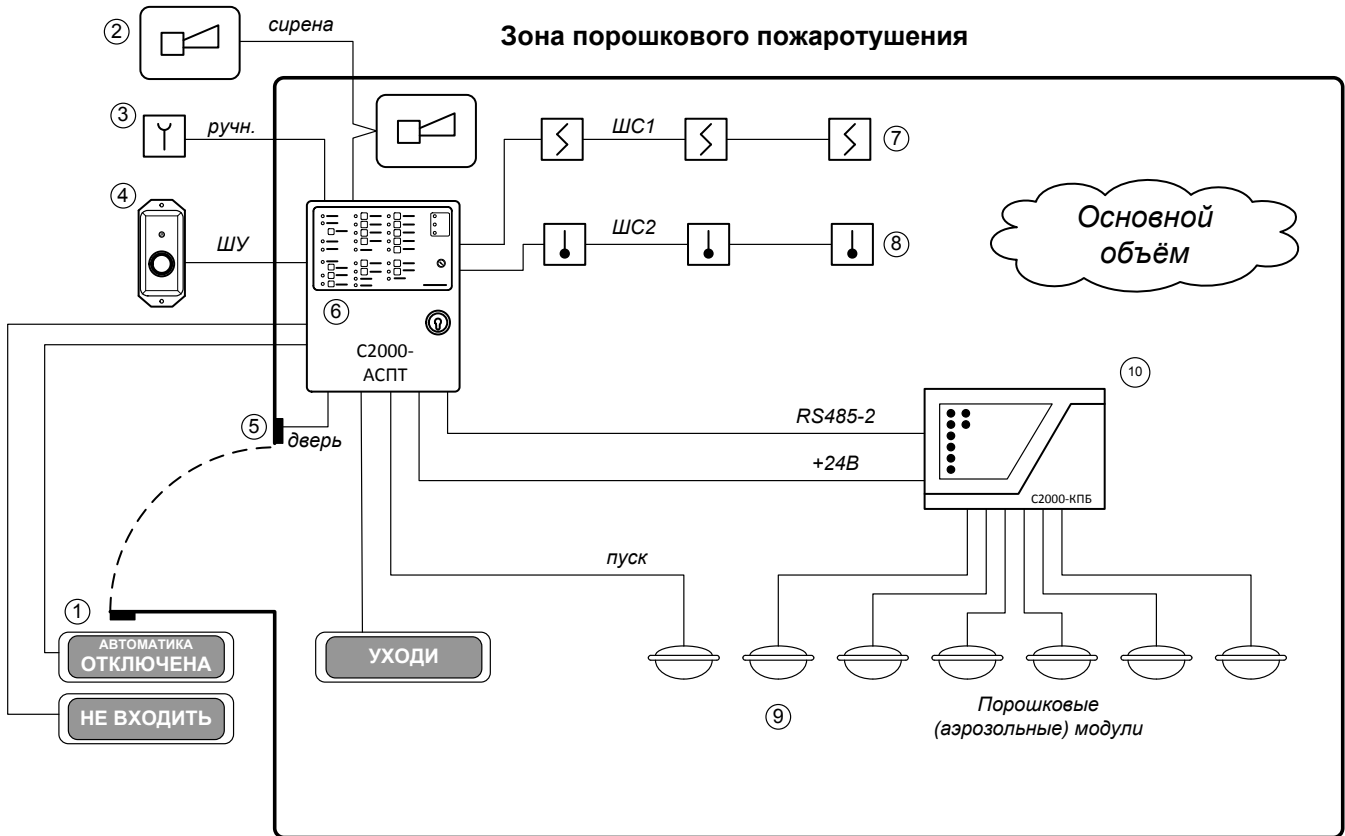 Зона порошкового пожаротушения
2
сирена
3
ручн.
ШС1
7
4
ШУ
ШС2
8
Основной
объём
6
С2000-
АСПТ
10
5
дверь
RS485-2
+24В
С2000-КПБ
пуск
1
АВТОМАТИКА
ОТКЛЮЧЕНА
УХОДИ
НЕ ВХОДИТЬ
9
Порошковые
(аэрозольные) модули